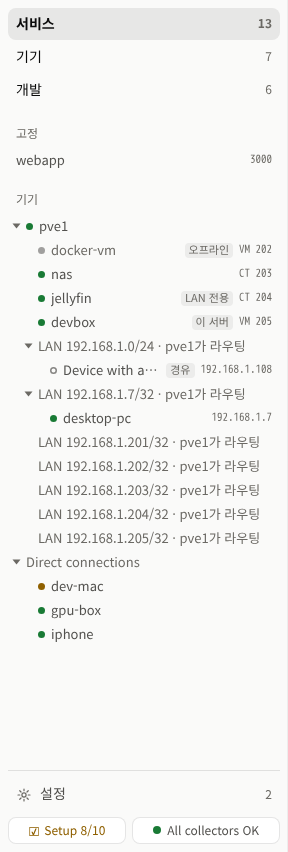 서비스 13
기기 7
개발 6
고정
webapp 3000
기기
pve1
docker-vm 오프라인 VM 202
nas CT 203
jellyfin LAN 전용 CT 204
devbox 이 서버 VM 205
LAN 192.168.1.0/24 · pve1가 라우팅
Device with a… 경유 192.168.1.108
LAN 192.168.1.7/32 · pve1가 라우팅
desktop-pc 192.168.1.7
LAN 192.168.1.201/32 · pve1가 라우팅
LAN 192.168.1.202/32 · pve1가 라우팅
LAN 192.168.1.203/32 · pve1가 라우팅
LAN 192.168.1.204/32 · pve1가 라우팅
LAN 192.168.1.205/32 · pve1가 라우팅
Direct connections
dev-mac
gpu-box
iphone
설정 2
Setup 8/10 All collectors OK